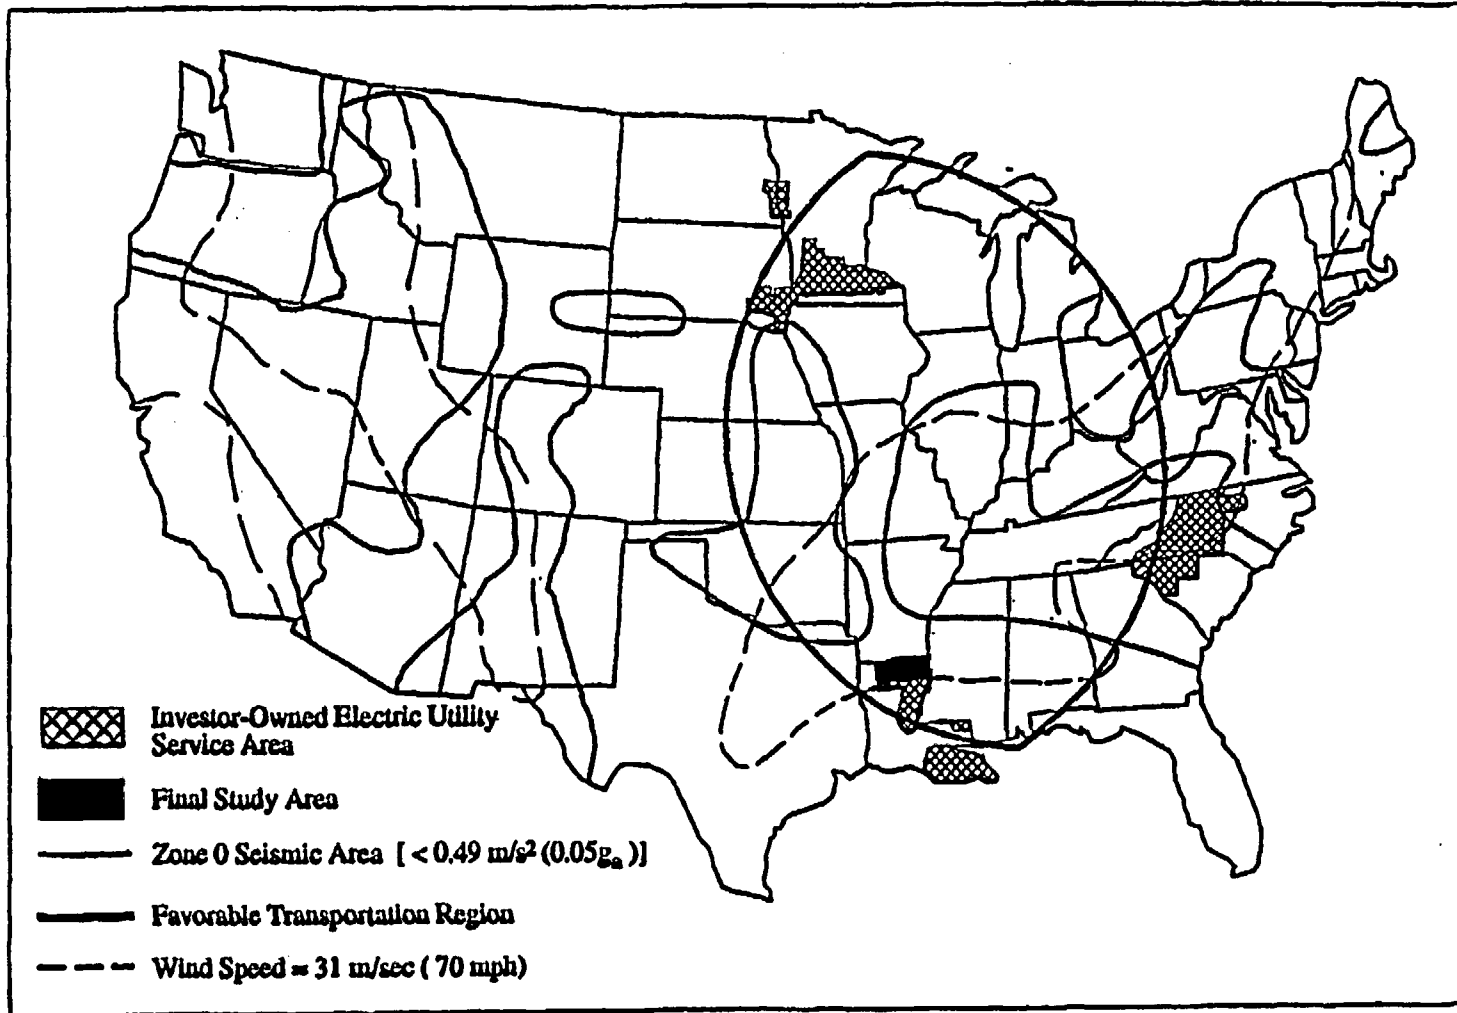 Investor-Owned Electric Utility
Service Area
Final Study Area
Zone 0 Seismic Area [ < 0.49 m/s² (0.05gₐ )]
Favorable Transportation Region
Wind Speed ≈ 31 m/sec ( 70 mph)